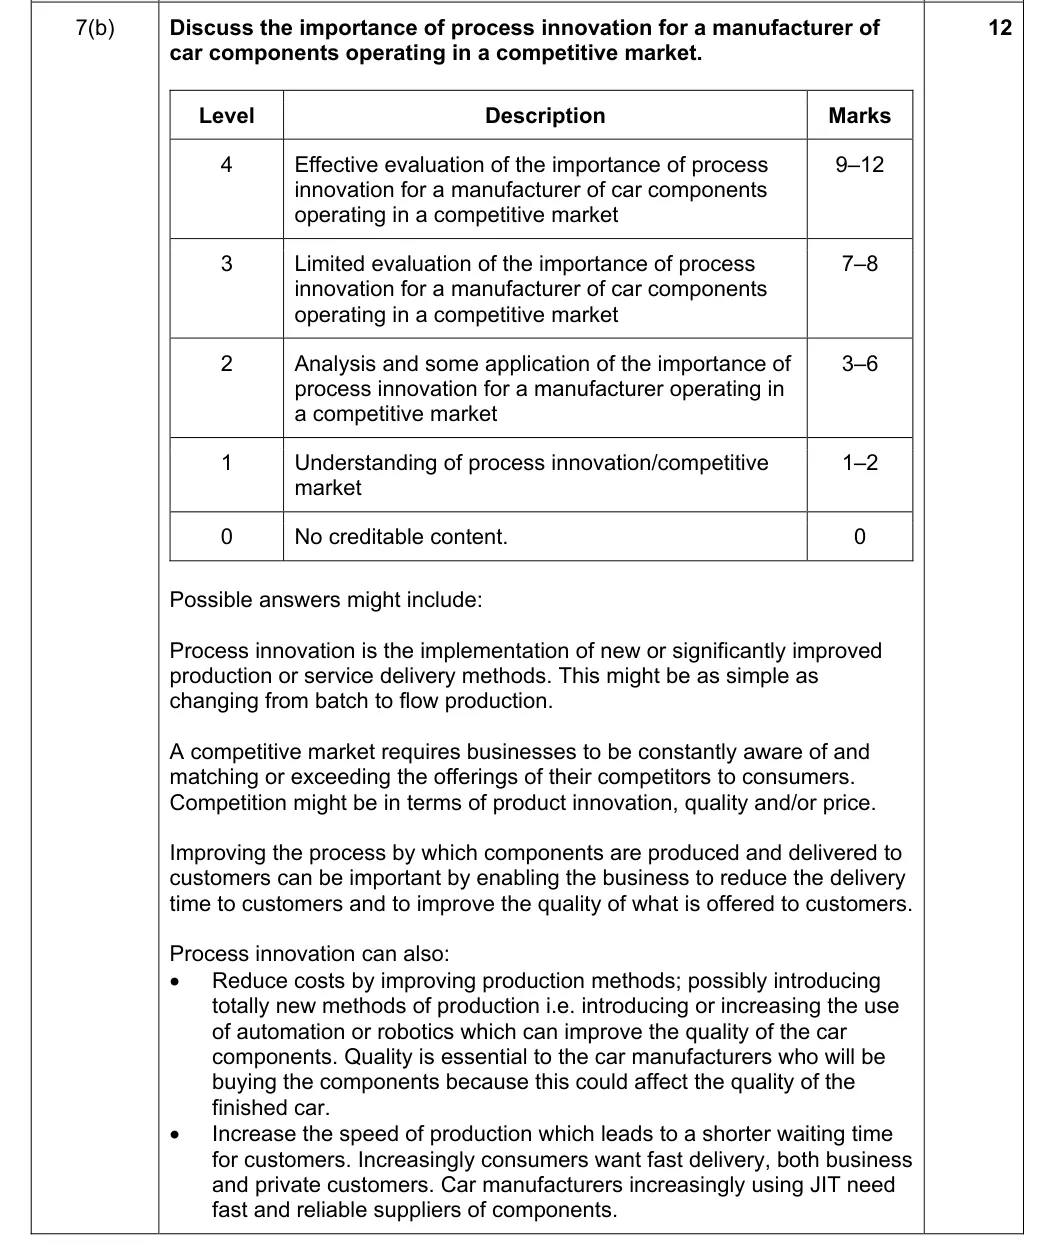 7(b)
Discuss the importance of process innovation for a manufacturer of
car components operating in a competitive market.
12
Level
Description
Marks
4
Effective evaluation of the importance of process
innovation for a manufacturer of car components
operating in a competitive market
9–12
3
Limited evaluation of the importance of process
innovation for a manufacturer of car components
operating in a competitive market
7–8
2
Analysis and some application of the importance of
process innovation for a manufacturer operating in
a competitive market
3–6
1
Understanding of process innovation/competitive
market
1–2
0
No creditable content.
0
Possible answers might include:
Process innovation is the implementation of new or significantly improved
production or service delivery methods. This might be as simple as
changing from batch to flow production.
A competitive market requires businesses to be constantly aware of and
matching or exceeding the offerings of their competitors to consumers.
Competition might be in terms of product innovation, quality and/or price.
Improving the process by which components are produced and delivered to
customers can be important by enabling the business to reduce the delivery
time to customers and to improve the quality of what is offered to customers.
Process innovation can also:
• Reduce costs by improving production methods; possibly introducing
totally new methods of production i.e. introducing or increasing the use
of automation or robotics which can improve the quality of the car
components. Quality is essential to the car manufacturers who will be
buying the components because this could affect the quality of the
finished car.
• Increase the speed of production which leads to a shorter waiting time
for customers. Increasingly consumers want fast delivery, both business
and private customers. Car manufacturers increasingly using JIT need
fast and reliable suppliers of components.